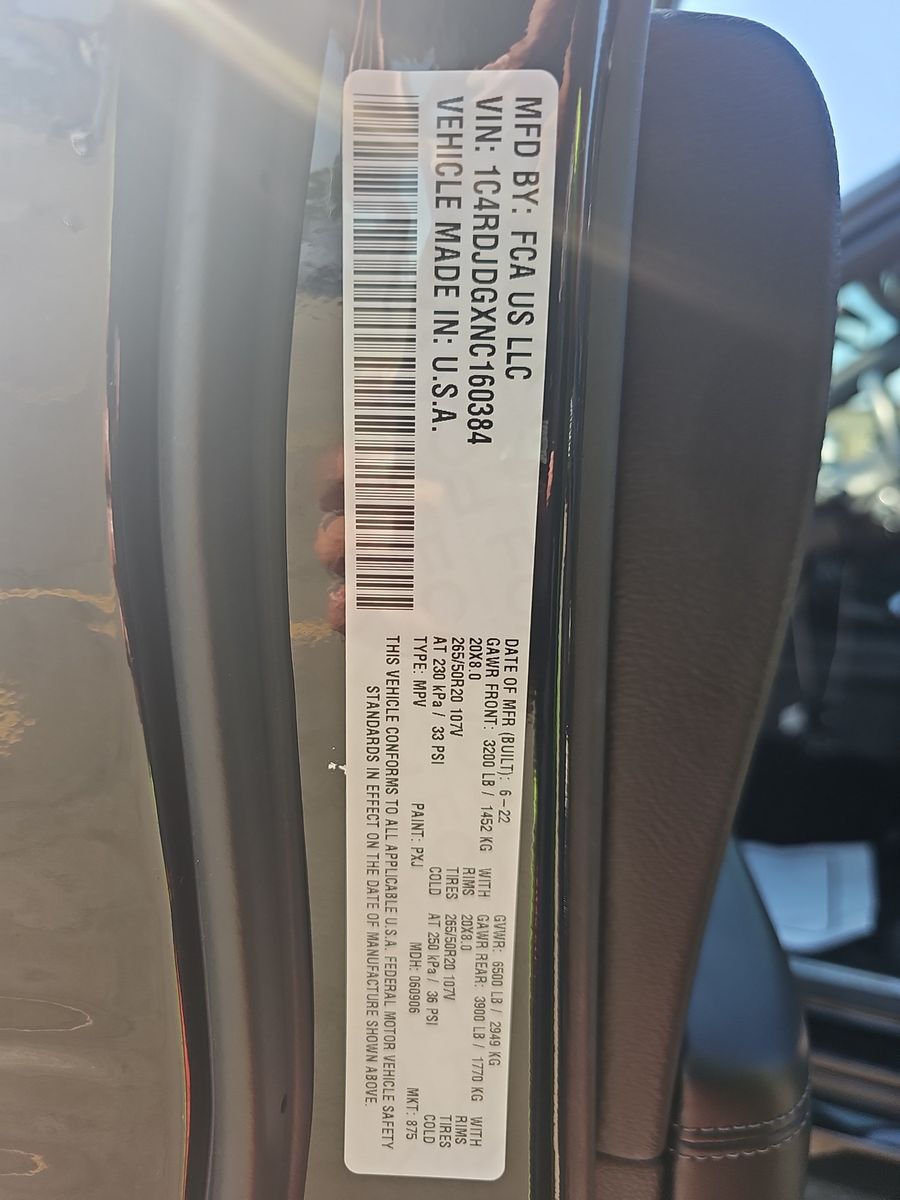 MFD BY: FCA US LLC
VIN: 1C4RDJDGXNC160384
VEHICLE MADE IN: U.S.A.
DATE OF MFR (BUILT): 6-22 GVWR: 6500 LB / 2949 KG
GAWR FRONT: 3200 LB / 1452 KG WITH GAWR REAR: 3900 LB / 1770 KG WITH
20X8.0 RIMS 20X8.0 RIMS
265/50R20 107V TIRES 265/50R20 107V TIRES
AT 230 kPa / 33 PSI COLD AT 250 kPa / 36 PSI COLD
TYPE: MPV PAINT: PXJ MDH: 060906 MKT: 875
THIS VEHICLE CONFORMS TO ALL APPLICABLE U.S.A. FEDERAL MOTOR VEHICLE SAFETY
STANDARDS IN EFFECT ON THE DATE OF MANUFACTURE SHOWN ABOVE.